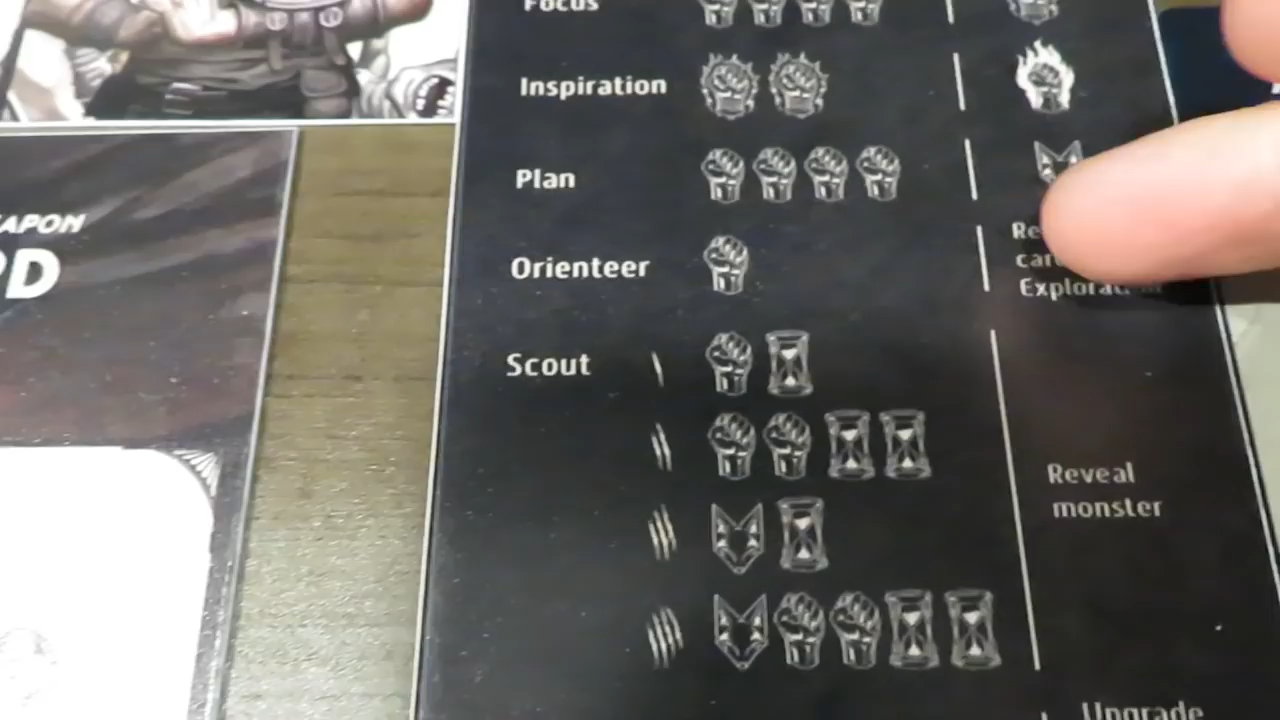 Focus
Inspiration
Plan
Orienteer
Scout
Reveal
monster
Upgrade